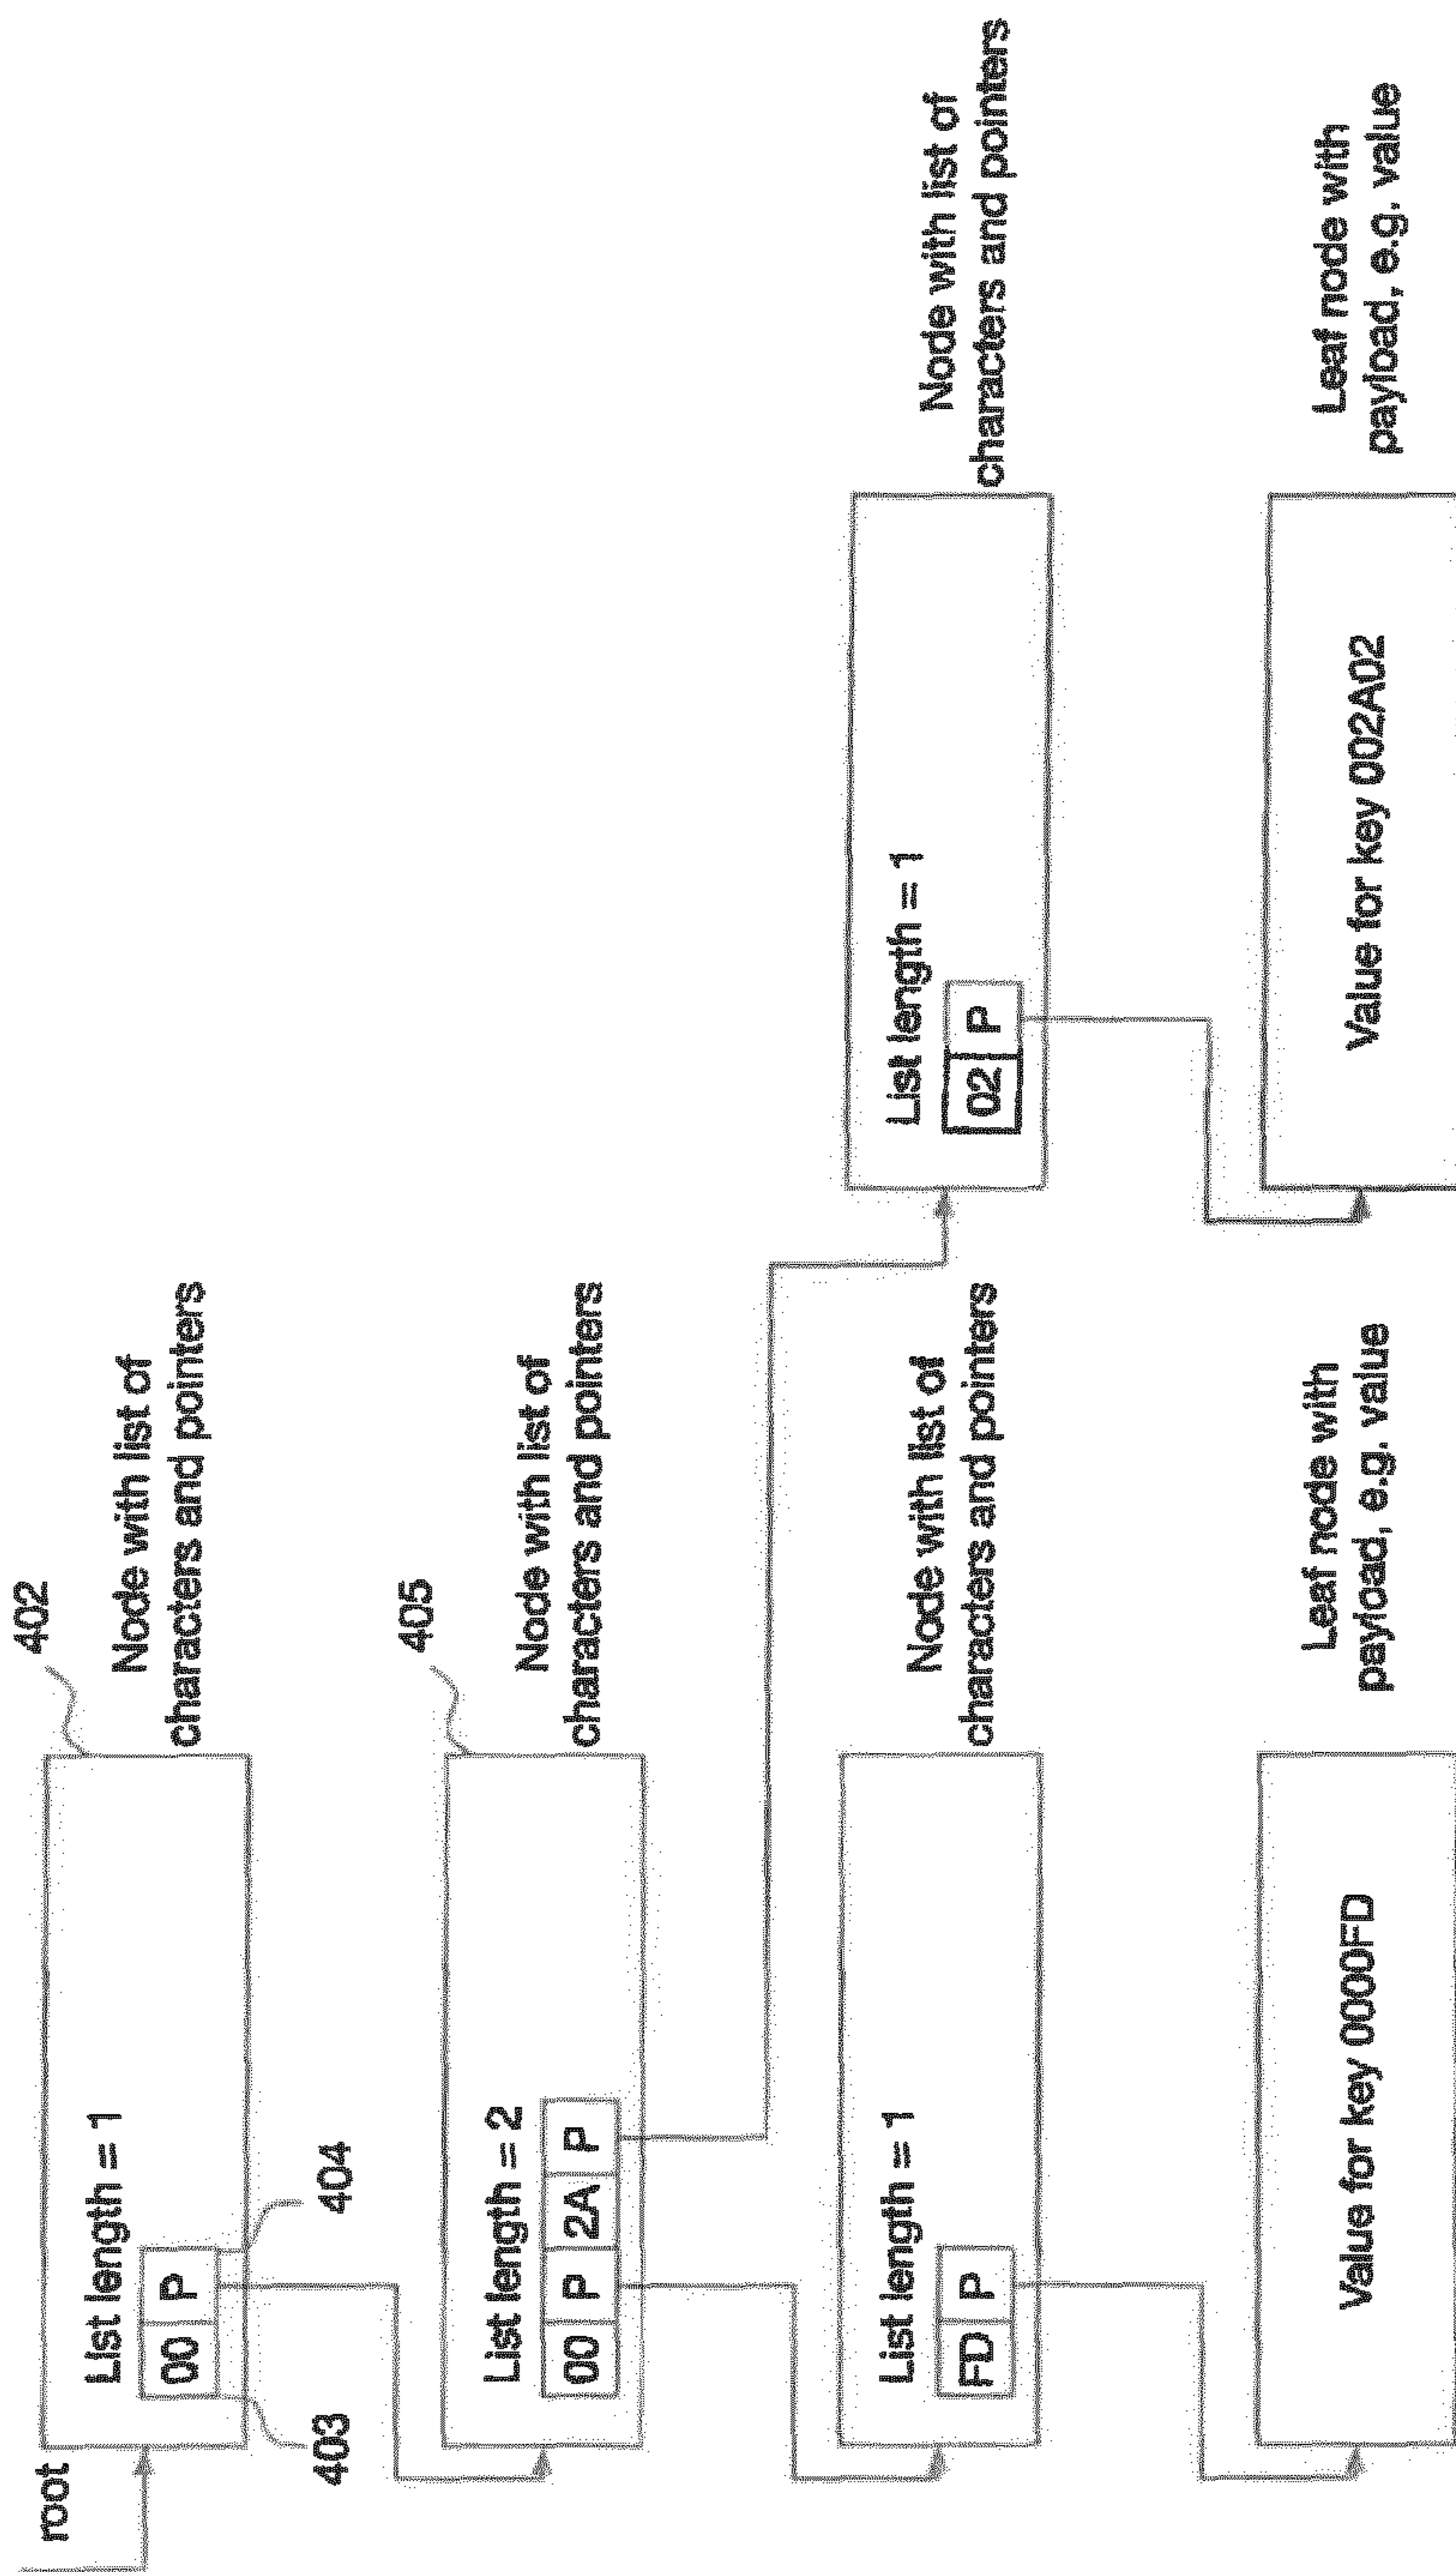 root
402
List length = 1
00 P
403
404
Node with list of
characters and pointers
405
List length = 2
00 P 2A P
Node with list of
characters and pointers
List length = 1
FD P
Node with list of
characters and pointers
List length = 1
02 P
Node with list of
characters and pointers
Value for key 0000FD
Leaf node with
payload, e.g. value
Value for key 002A02
Leaf node with
payload, e.g. value